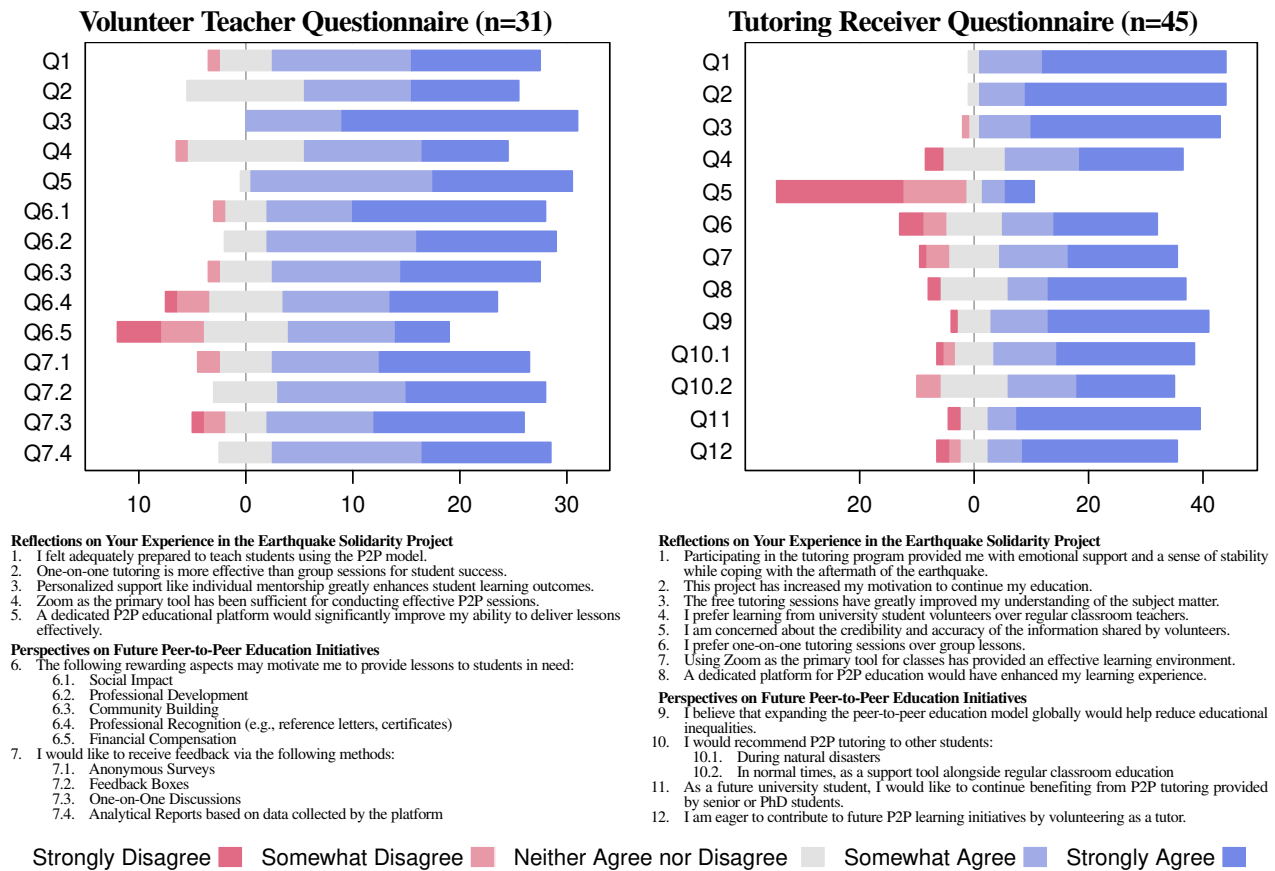 Volunteer Teacher Questionnaire (n=31)
Q1
Q2
Q3
Q4
Q5
Q6.1
Q6.2
Q6.3
Q6.4
Q6.5
Q7.1
Q7.2
Q7.3
Q7.4
10 0 10 20 30
Reflections on Your Experience in the Earthquake Solidarity Project
1. I felt adequately prepared to teach students using the P2P model.
2. One-on-one tutoring is more effective than group sessions for student success.
3. Personalized support like individual mentorship greatly enhances student learning outcomes.
4. Zoom as the primary tool has been sufficient for conducting effective P2P sessions.
5. A dedicated P2P educational platform would significantly improve my ability to deliver lessons
effectively.
Perspectives on Future Peer-to-Peer Education Initiatives
6. The following rewarding aspects may motivate me to provide lessons to students in need:
6.1. Social Impact
6.2. Professional Development
6.3. Community Building
6.4. Professional Recognition (e.g., reference letters, certificates)
6.5. Financial Compensation
7. I would like to receive feedback via the following methods:
7.1. Anonymous Surveys
7.2. Feedback Boxes
7.3. One-on-One Discussions
7.4. Analytical Reports based on data collected by the platform
Tutoring Receiver Questionnaire (n=45)
Q1
Q2
Q3
Q4
Q5
Q6
Q7
Q8
Q9
Q10.1
Q10.2
Q11
Q12
20 0 20 40
Reflections on Your Experience in the Earthquake Solidarity Project
1. Participating in the tutoring program provided me with emotional support and a sense of stability
while coping with the aftermath of the earthquake.
2. This project has increased my motivation to continue my education.
3. The free tutoring sessions have greatly improved my understanding of the subject matter.
4. I prefer learning from university student volunteers over regular classroom teachers.
5. I am concerned about the credibility and accuracy of the information shared by volunteers.
6. I prefer one-on-one tutoring sessions over group lessons.
7. Using Zoom as the primary tool for classes has provided an effective learning environment.
8. A dedicated platform for P2P education would have enhanced my learning experience.
Perspectives on Future Peer-to-Peer Education Initiatives
9. I believe that expanding the peer-to-peer education model globally would help reduce educational
inequalities.
10. I would recommend P2P tutoring to other students:
10.1. During natural disasters
10.2. In normal times, as a support tool alongside regular classroom education
11. As a future university student, I would like to continue benefiting from P2P tutoring provided
by senior or PhD students.
12. I am eager to contribute to future P2P learning initiatives by volunteering as a tutor.
Strongly Disagree Somewhat Disagree Neither Agree nor Disagree Somewhat Agree Strongly Agree